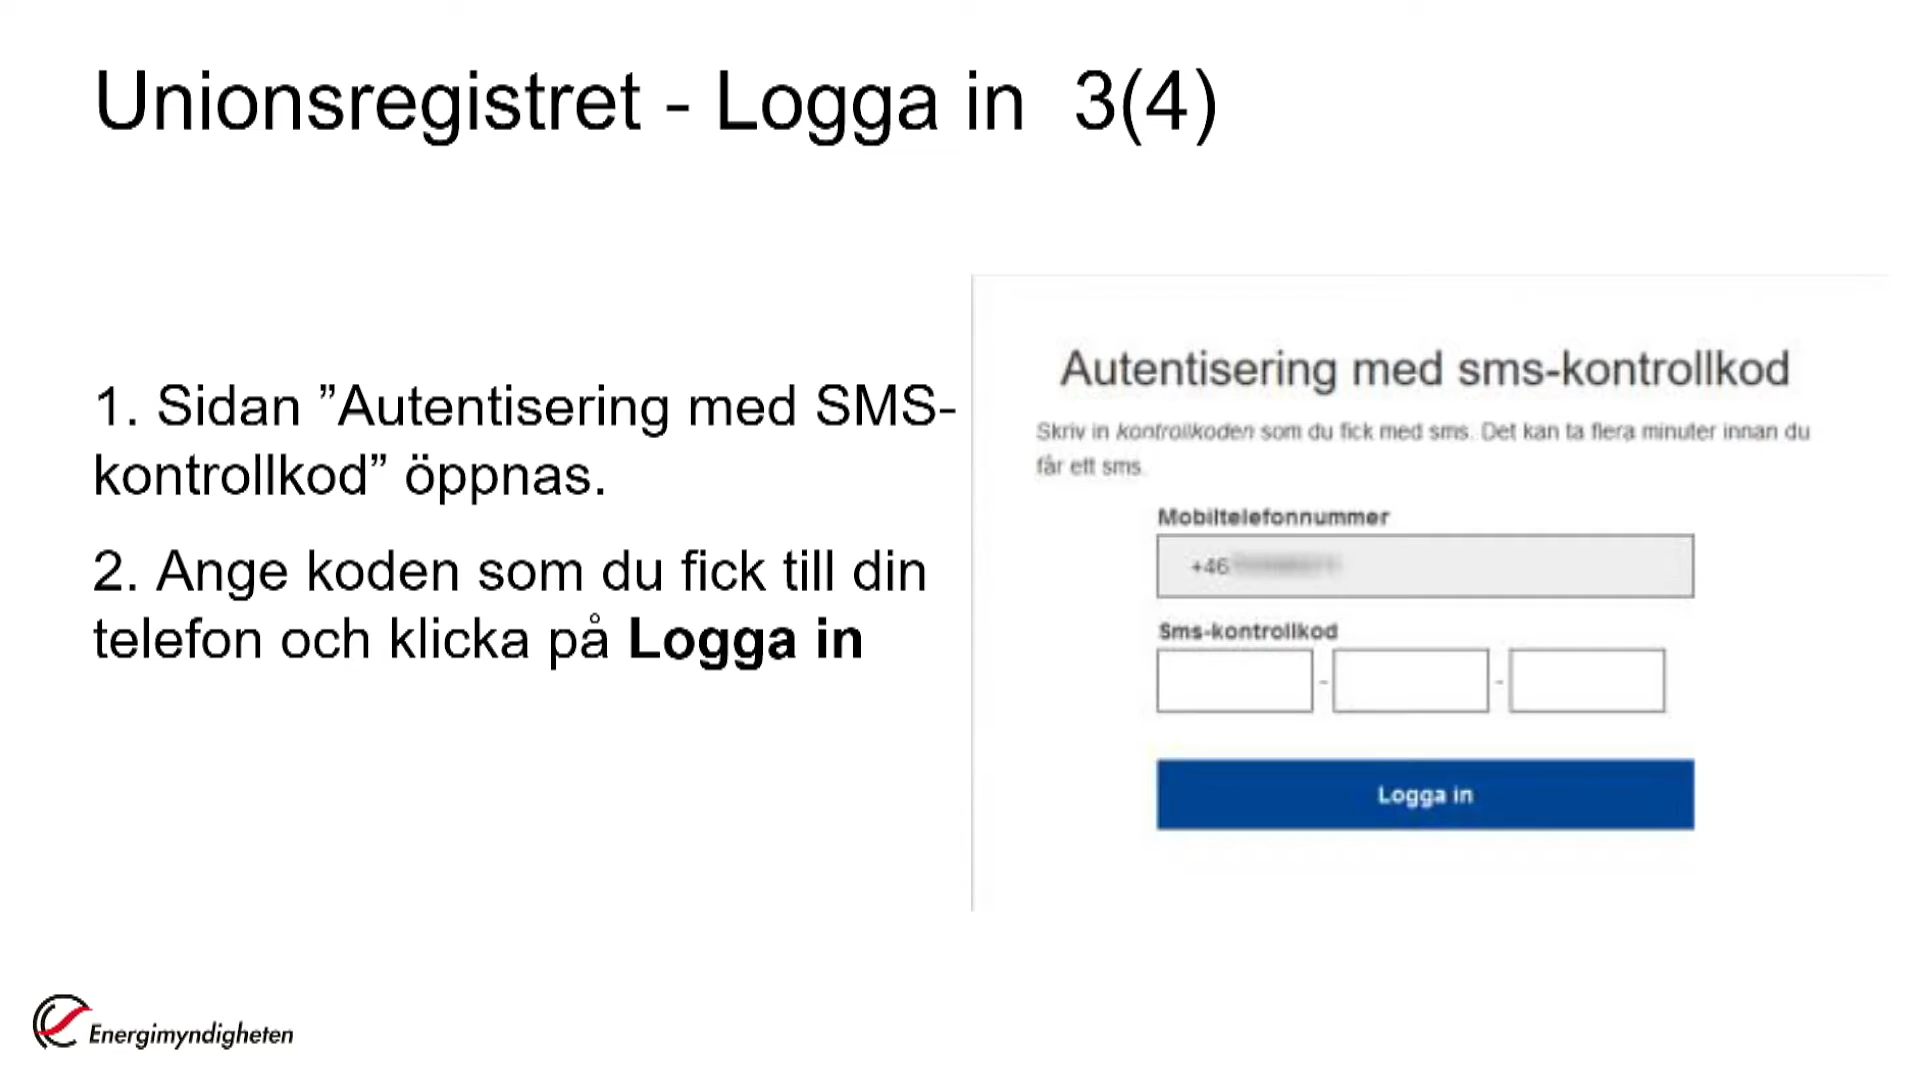 Unionsregistret - Logga in 3(4)
1. Sidan ”Autentisering med SMS-
kontrollkod” öppnas.
2. Ange koden som du fick till din
telefon och klicka på Logga in
Autentisering med sms-kontrollkod
Skriv in kontrollkoden som du fick med sms. Det kan ta flera minuter innan du
får ett sms.
Mobiltelefonnummer
+46
Sms-kontrollkod
- -
Logga in
Energimyndigheten